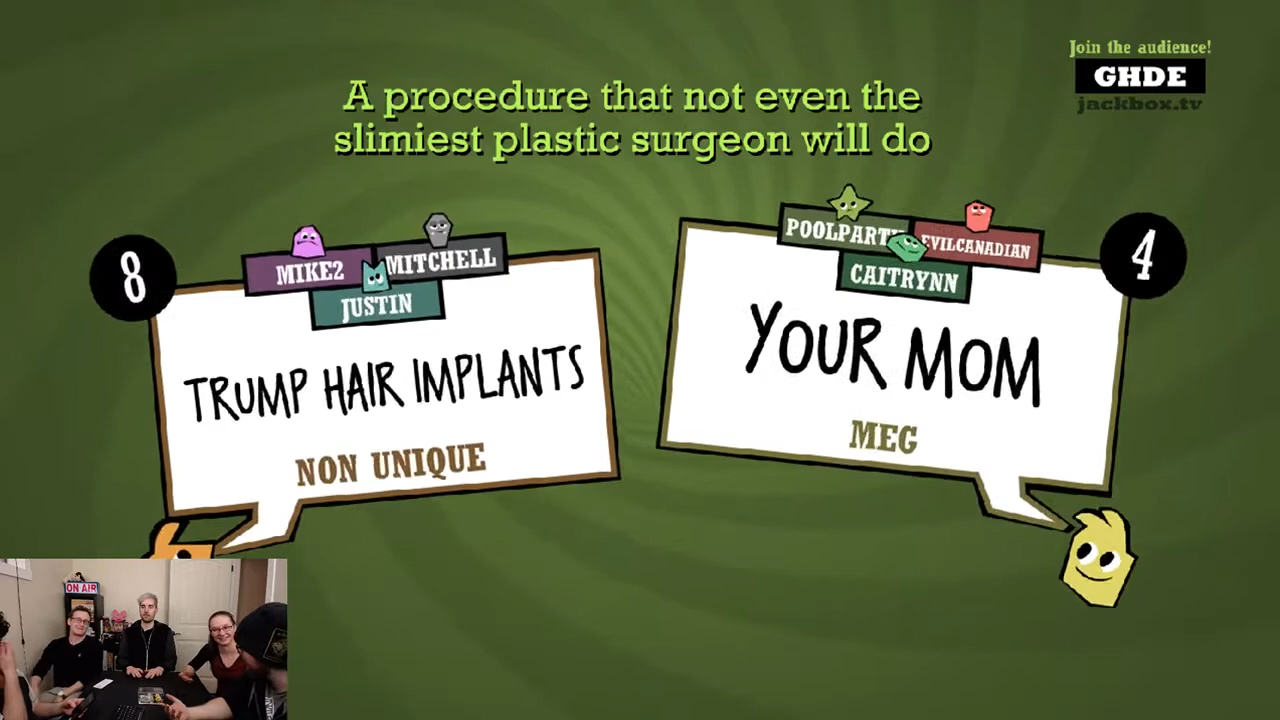 Join the audience!
GHDE
jackbox.tv
A procedure that not even the
slimiest plastic surgeon will do
8
MIKE2
MITCHELL
JUSTIN
TRUMP HAIR IMPLANTS
NON UNIQUE
POOLPARTY
EVILCANADIAN
CAITRYNN
4
YOUR MOM
MEG
ON AIR